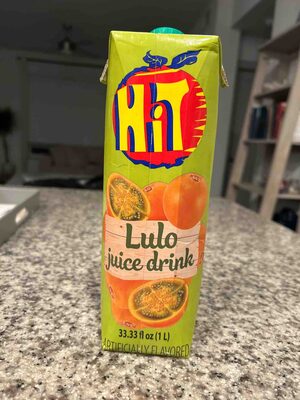 HIT
Lulo
juice drink
33.33 fl oz (1 L)
ARTIFICIALLY FLAVORED